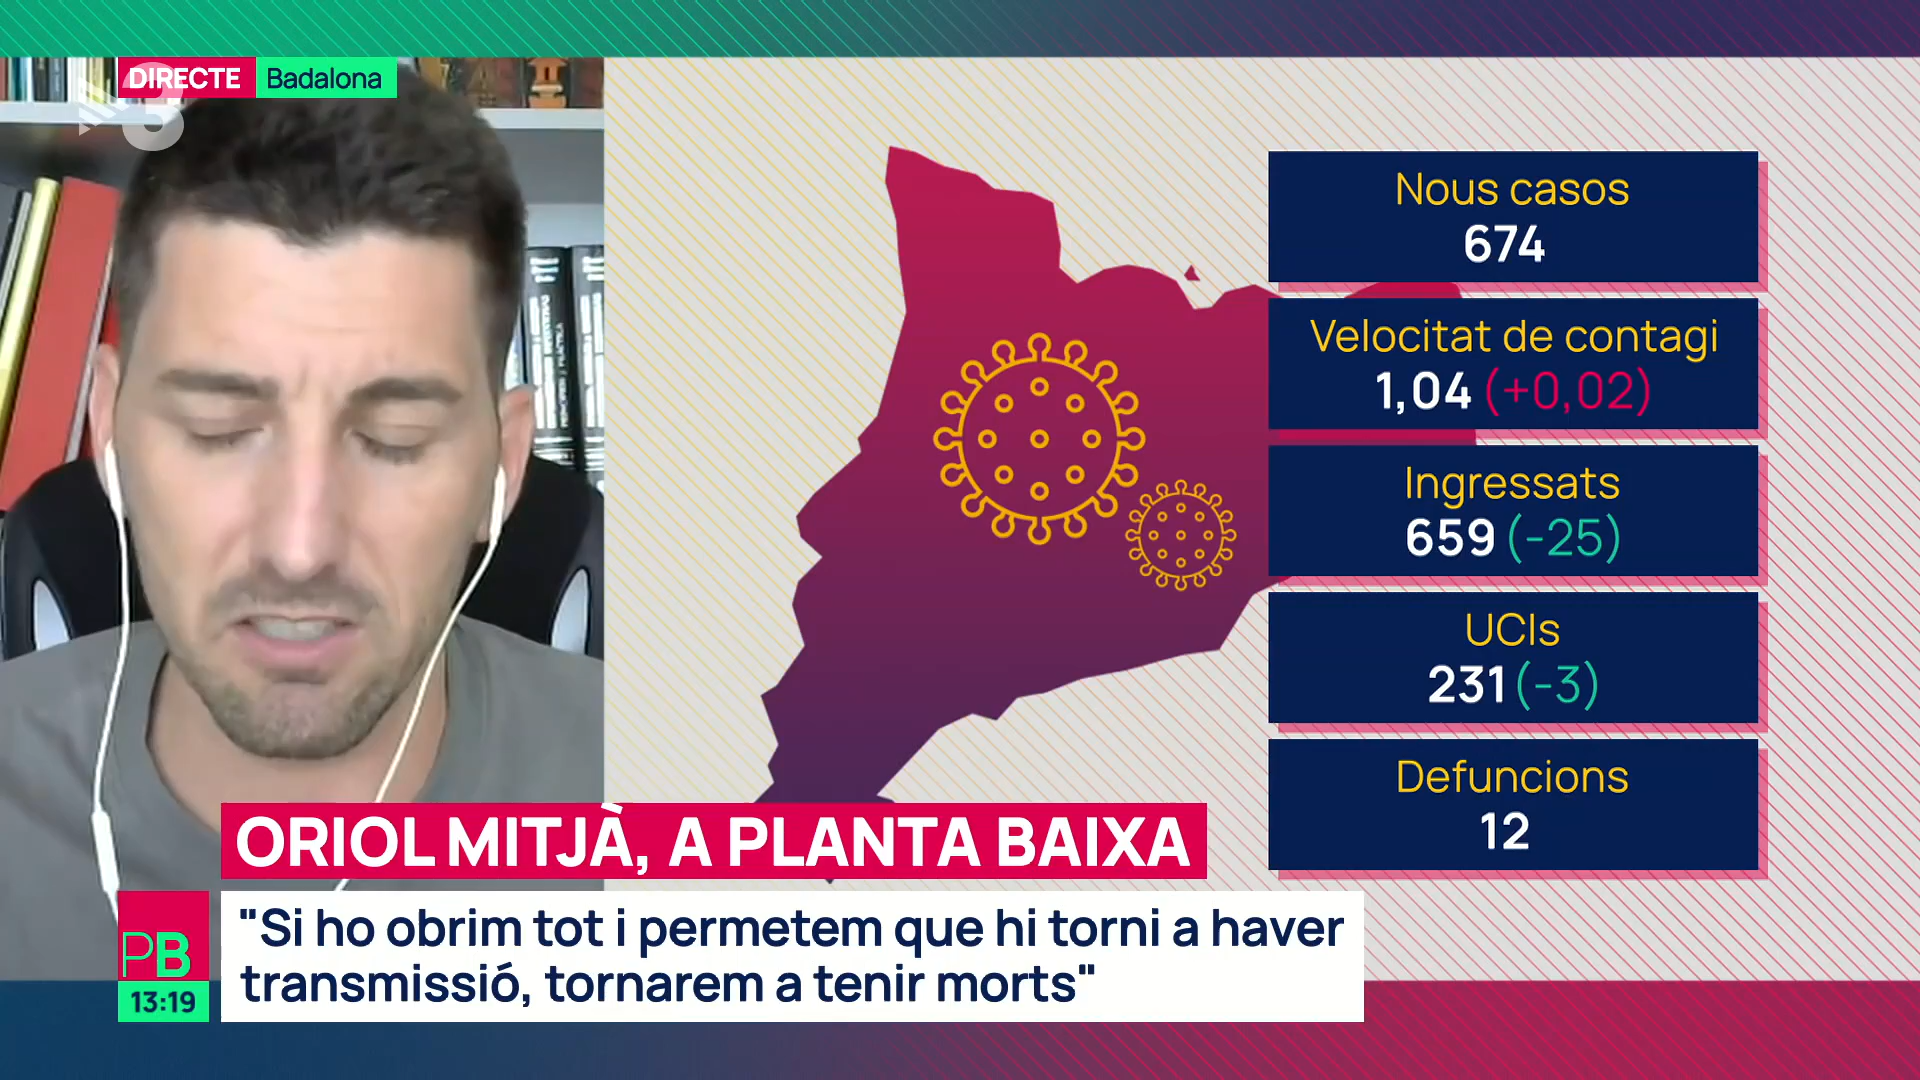 DIRECTE Badalona
3
Nous casos
674
Velocitat de contagi
1,04 (+0,02)
Ingressats
659 (-25)
UCIs
231 (-3)
Defuncions
12
ORIOL MITJÀ, A PLANTA BAIXA
"Si ho obrim tot i permetem que hi torni a haver
transmissió, tornarem a tenir morts"
PB
13:19